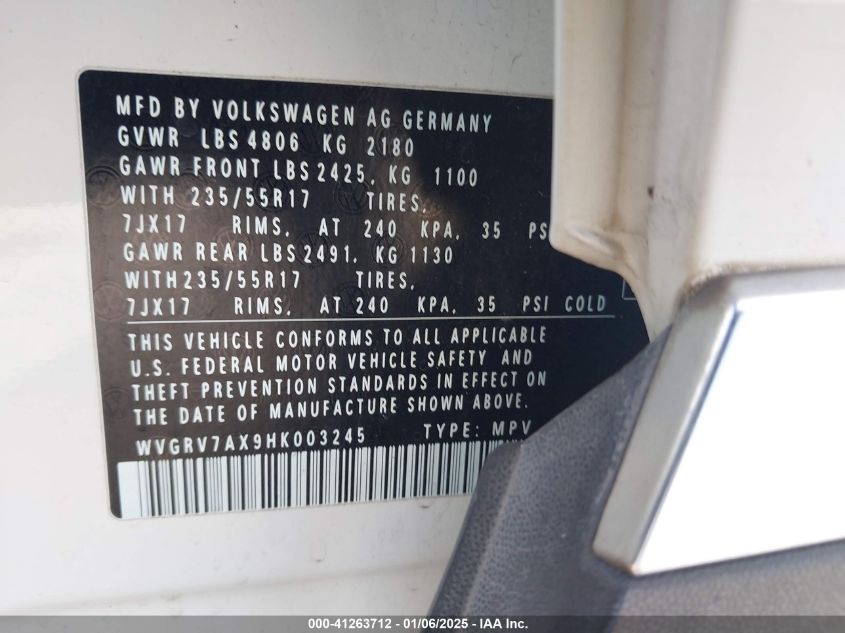 MFD BY VOLKSWAGEN AG GERMANY
GVWR LBS 4806 KG 2180
GAWR FRONT LBS 2425, KG 1100
WITH 235/55R17 TIRES,
7JX17 RIMS, AT 240 KPA, 35 PS
GAWR REAR LBS 2491, KG 1130
WITH 235/55R17 TIRES,
7JX17 RIMS, AT 240 KPA, 35 PSI COLD
THIS VEHICLE CONFORMS TO ALL APPLICABLE
U.S. FEDERAL MOTOR VEHICLE SAFETY AND
THEFT PREVENTION STANDARDS IN EFFECT ON
THE DATE OF MANUFACTURE SHOWN ABOVE.
WVGRV7AX9HK003245 TYPE: MPV
000-41263712 - 01/06/2025 - IAA Inc.